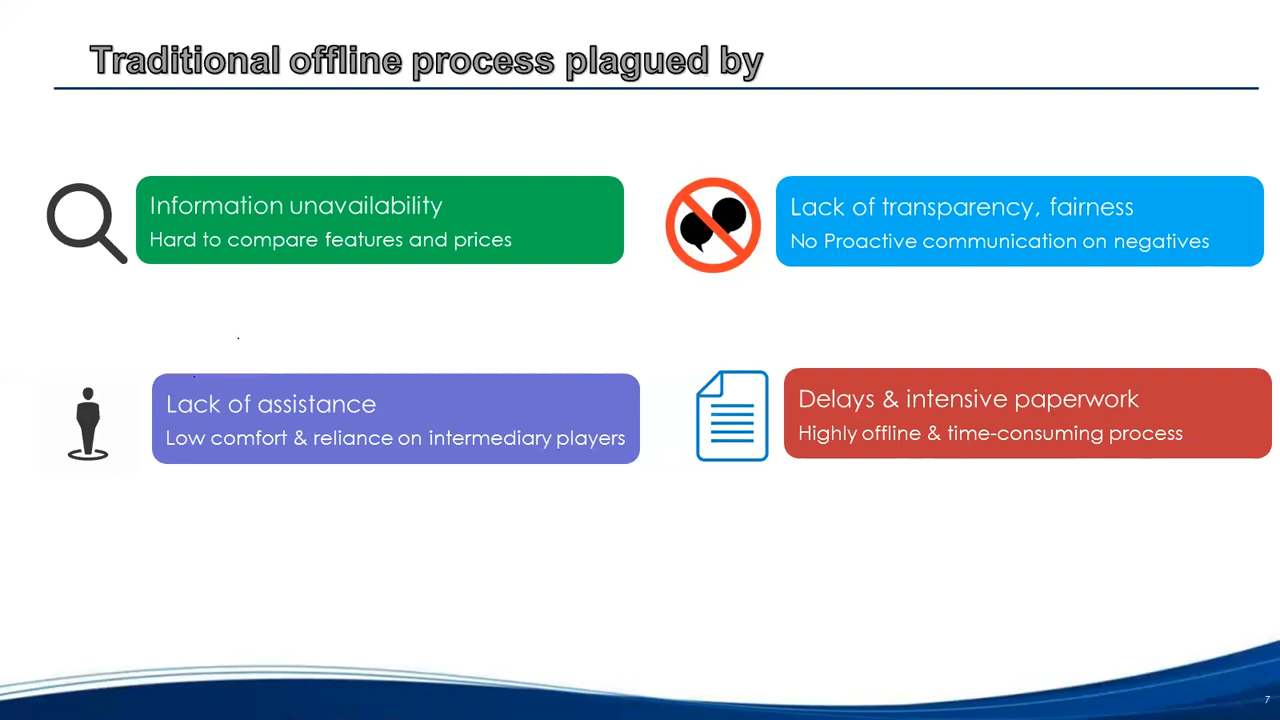 Traditional offline process plagued by
Information unavailability
Hard to compare features and prices
Lack of transparency, fairness
No Proactive communication on negatives
Lack of assistance
Low comfort & reliance on intermediary players
Delays & intensive paperwork
Highly offline & time-consuming process
7